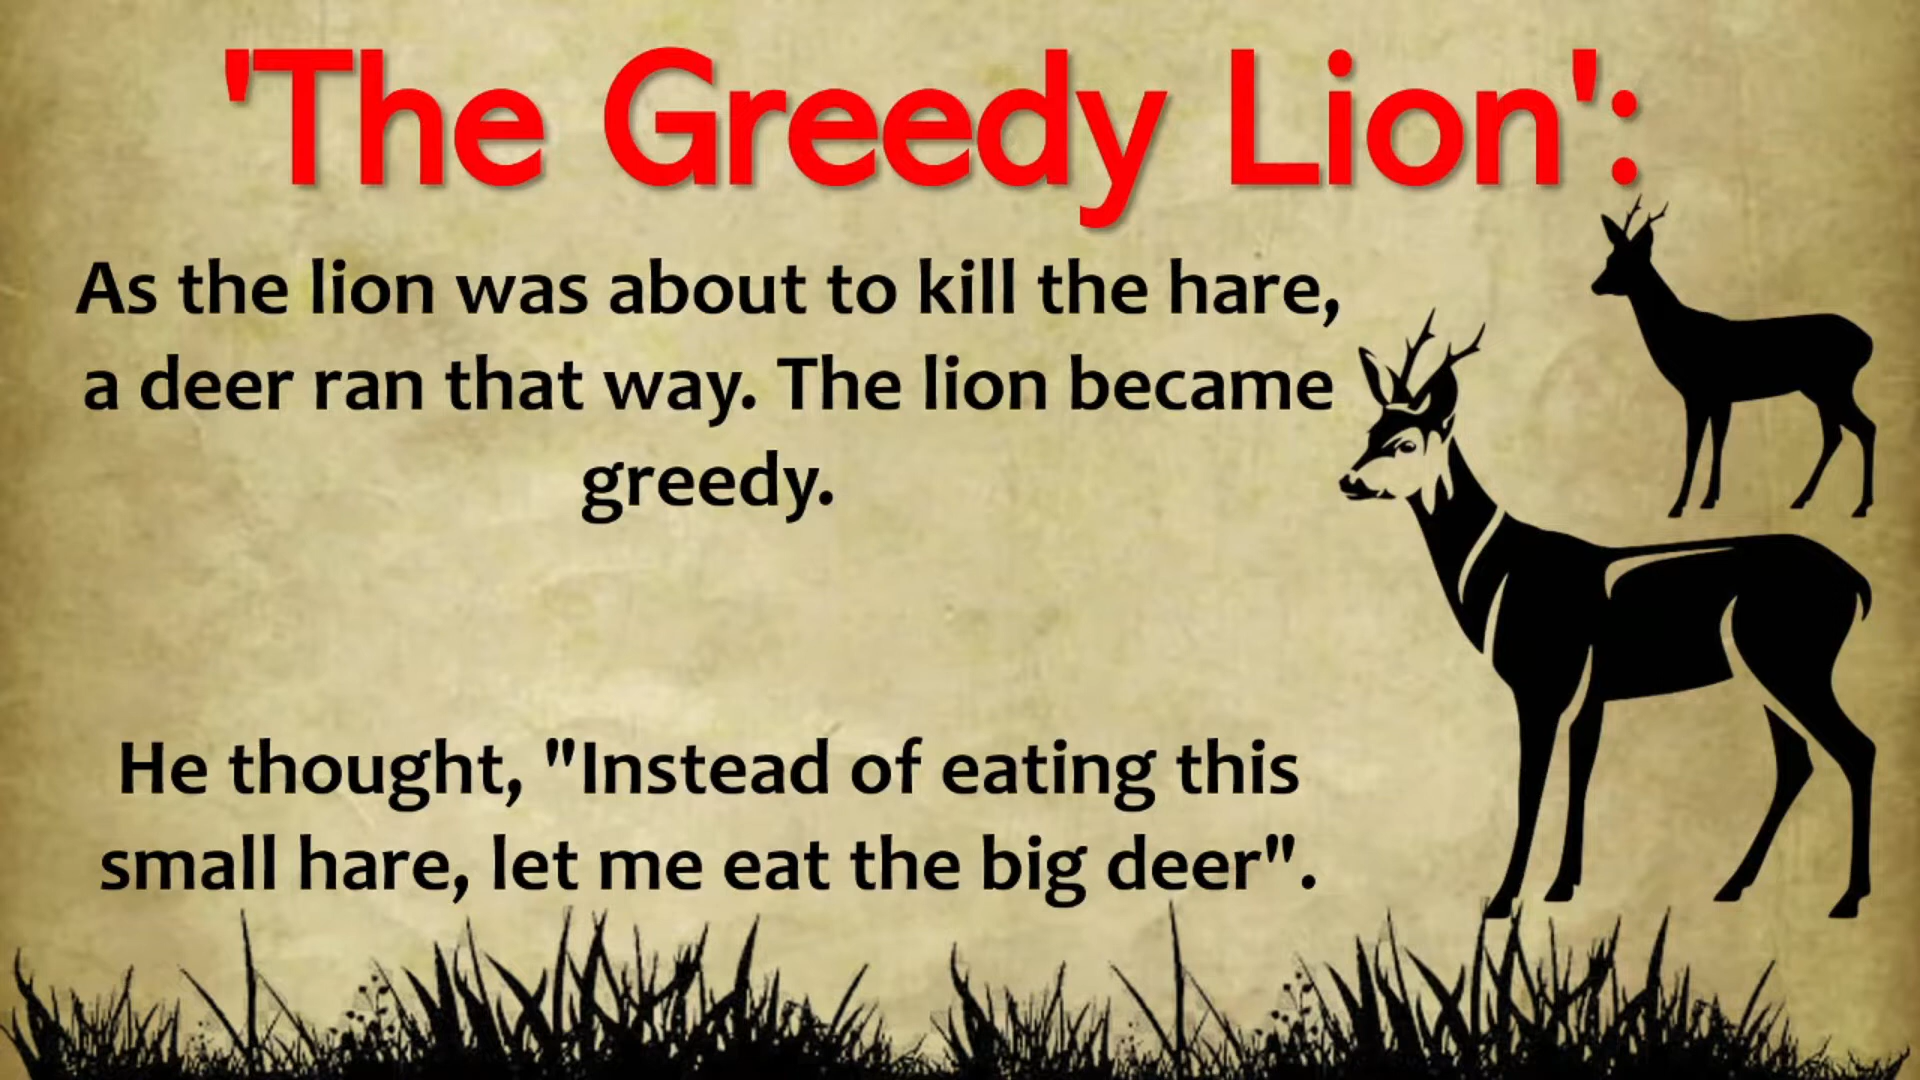 'The Greedy Lion':
As the lion was about to kill the hare,
a deer ran that way. The lion became
greedy.
He thought, "Instead of eating this
small hare, let me eat the big deer".